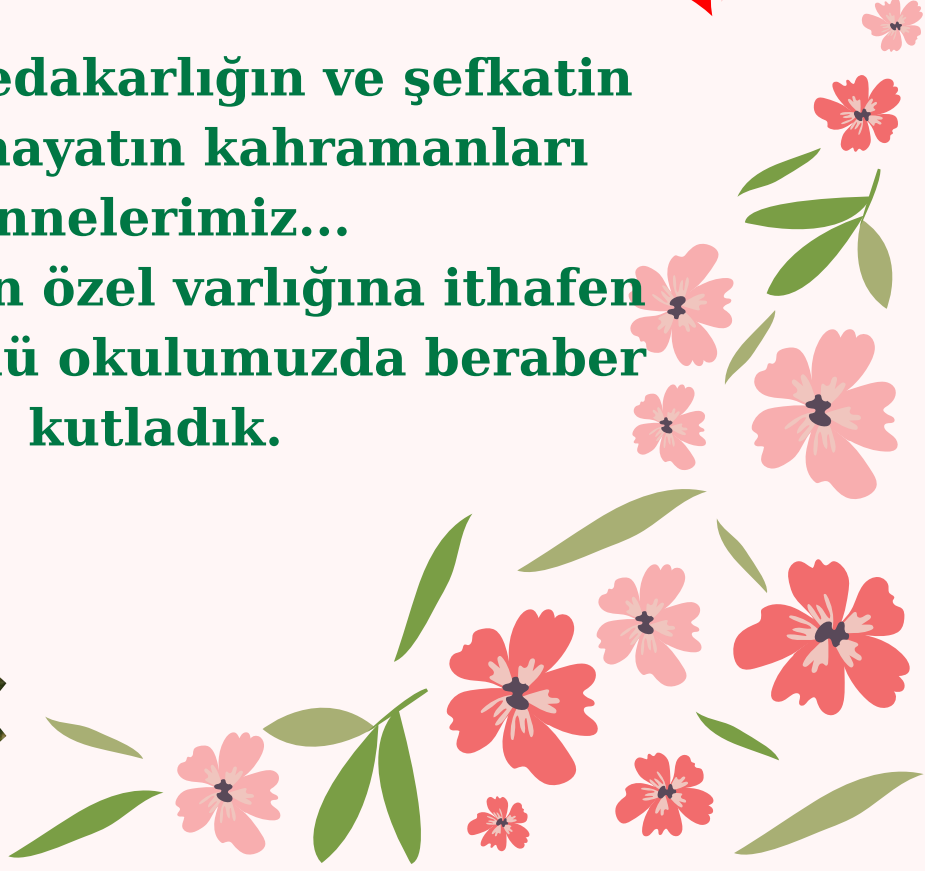 edakarlığın ve şefkatin
hayatın kahramanları
nnelerimiz...
n özel varlığına ithafen
ü okulumuzda beraber
kutladık.